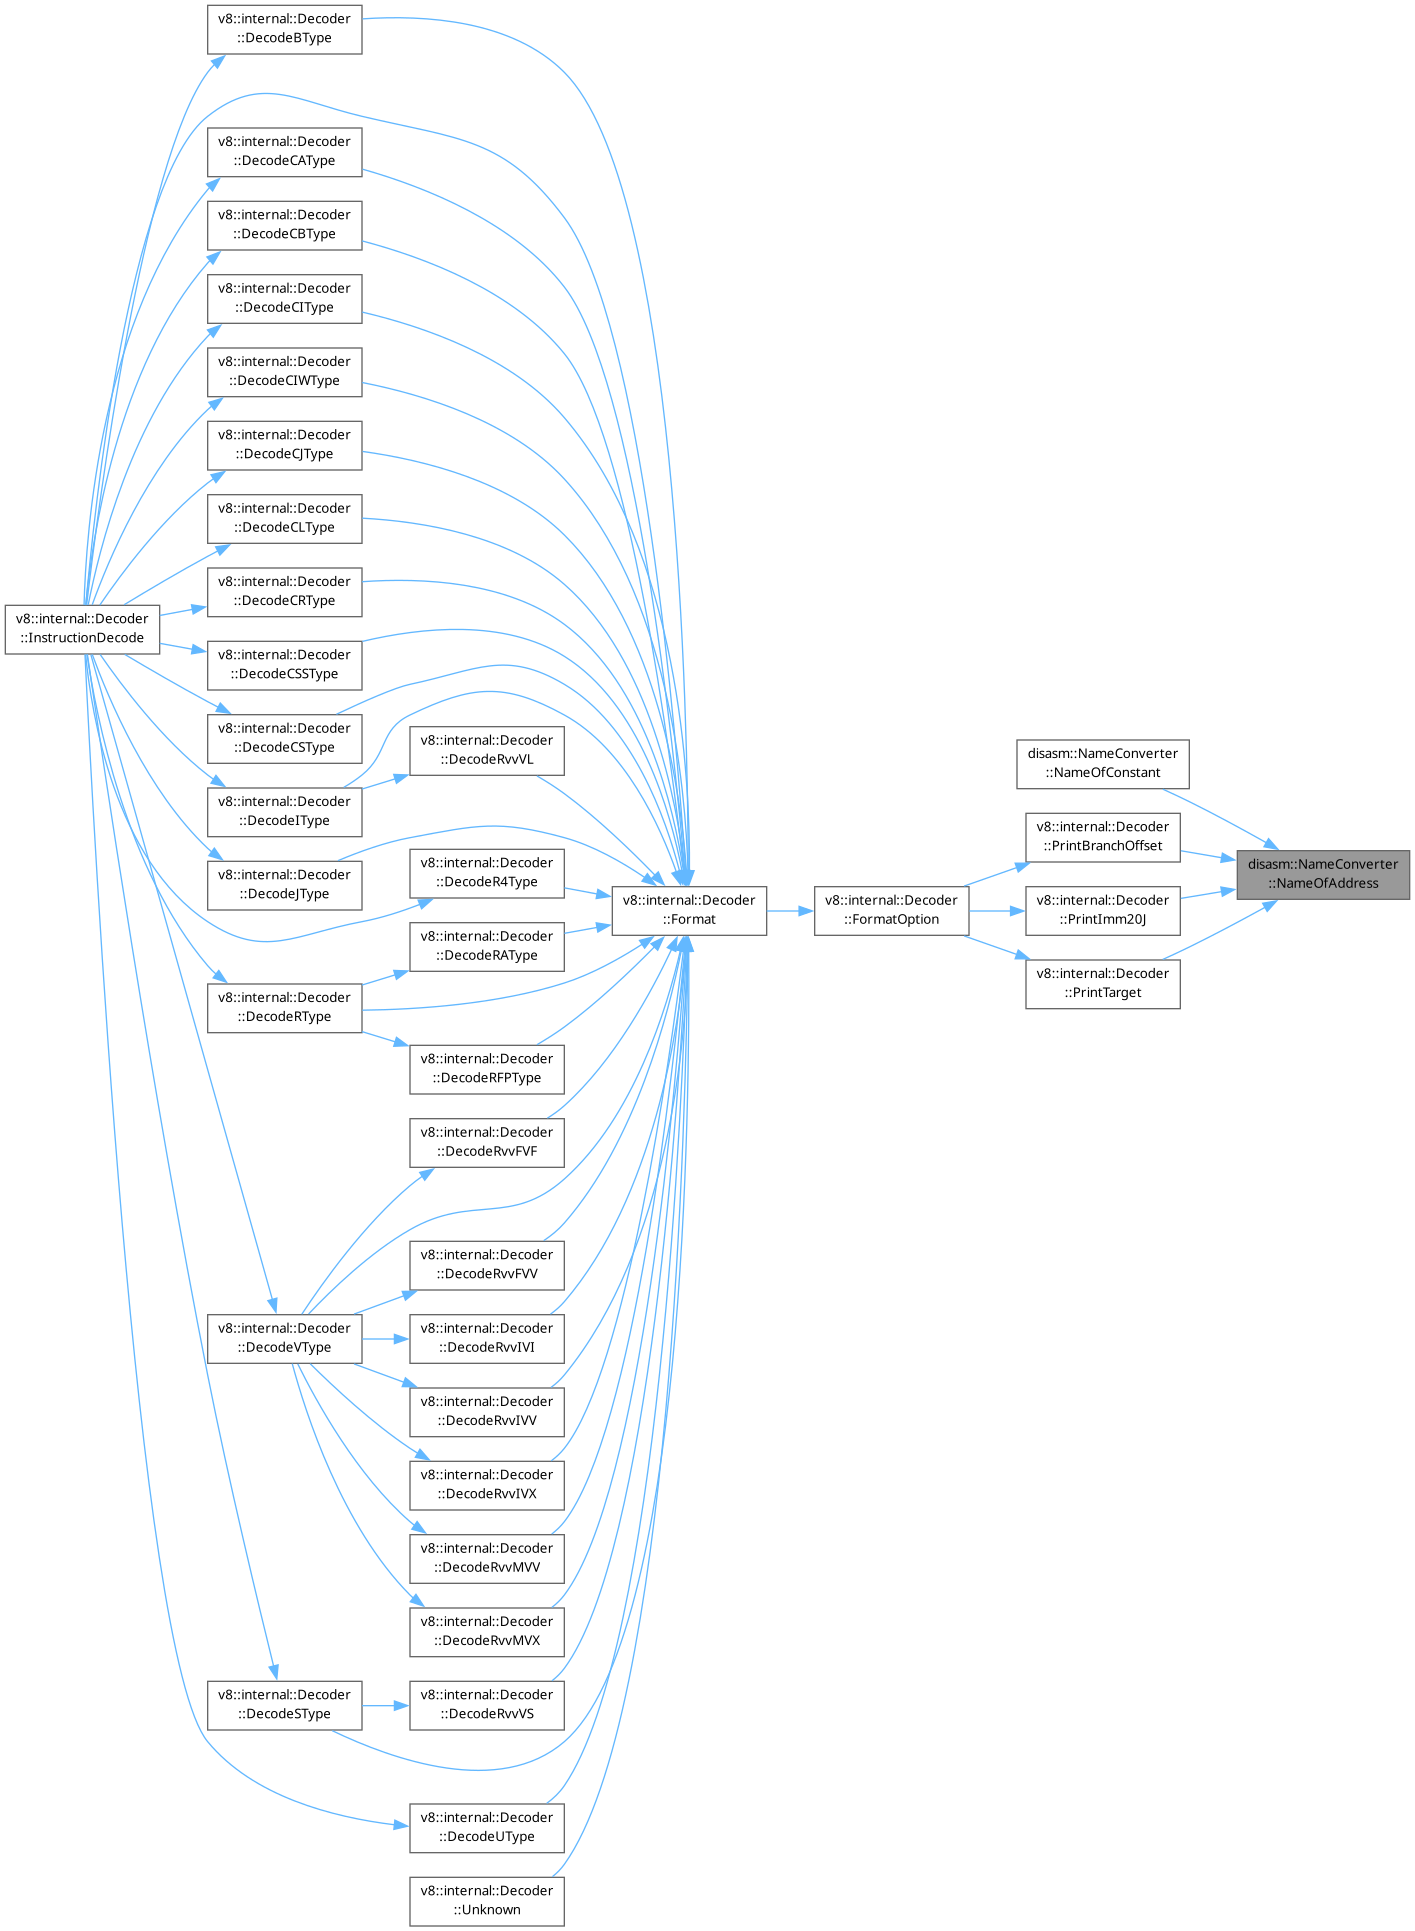 v8::internal::Decoder
::DecodeBType
v8::internal::Decoder
::DecodeCAType
v8::internal::Decoder
::DecodeCBType
v8::internal::Decoder
::DecodeCIType
v8::internal::Decoder
::DecodeCIWType
v8::internal::Decoder
::DecodeCJType
v8::internal::Decoder
::DecodeCLType
v8::internal::Decoder
::DecodeCRType
v8::internal::Decoder
::InstructionDecode
v8::internal::Decoder
::DecodeCSSType
v8::internal::Decoder
::DecodeCSType
v8::internal::Decoder
::DecodeRvvVL
disasm::NameConverter
::NameOfConstant
v8::internal::Decoder
::DecodeIType
v8::internal::Decoder
::PrintBranchOffset
v8::internal::Decoder
::DecodeJType
v8::internal::Decoder
::DecodeR4Type
disasm::NameConverter
::NameOfAddress
v8::internal::Decoder
::Format
v8::internal::Decoder
::FormatOption
v8::internal::Decoder
::PrintImm20J
v8::internal::Decoder
::DecodeRAType
v8::internal::Decoder
::PrintTarget
v8::internal::Decoder
::DecodeRType
v8::internal::Decoder
::DecodeRFPType
v8::internal::Decoder
::DecodeRvvFVF
v8::internal::Decoder
::DecodeRvvFVV
v8::internal::Decoder
::DecodeVType
v8::internal::Decoder
::DecodeRvvIVI
v8::internal::Decoder
::DecodeRvvIVV
v8::internal::Decoder
::DecodeRvvIVX
v8::internal::Decoder
::DecodeRvvMVV
v8::internal::Decoder
::DecodeRvvMVX
v8::internal::Decoder
::DecodeSType
v8::internal::Decoder
::DecodeRvvVS
v8::internal::Decoder
::DecodeUType
v8::internal::Decoder
::Unknown